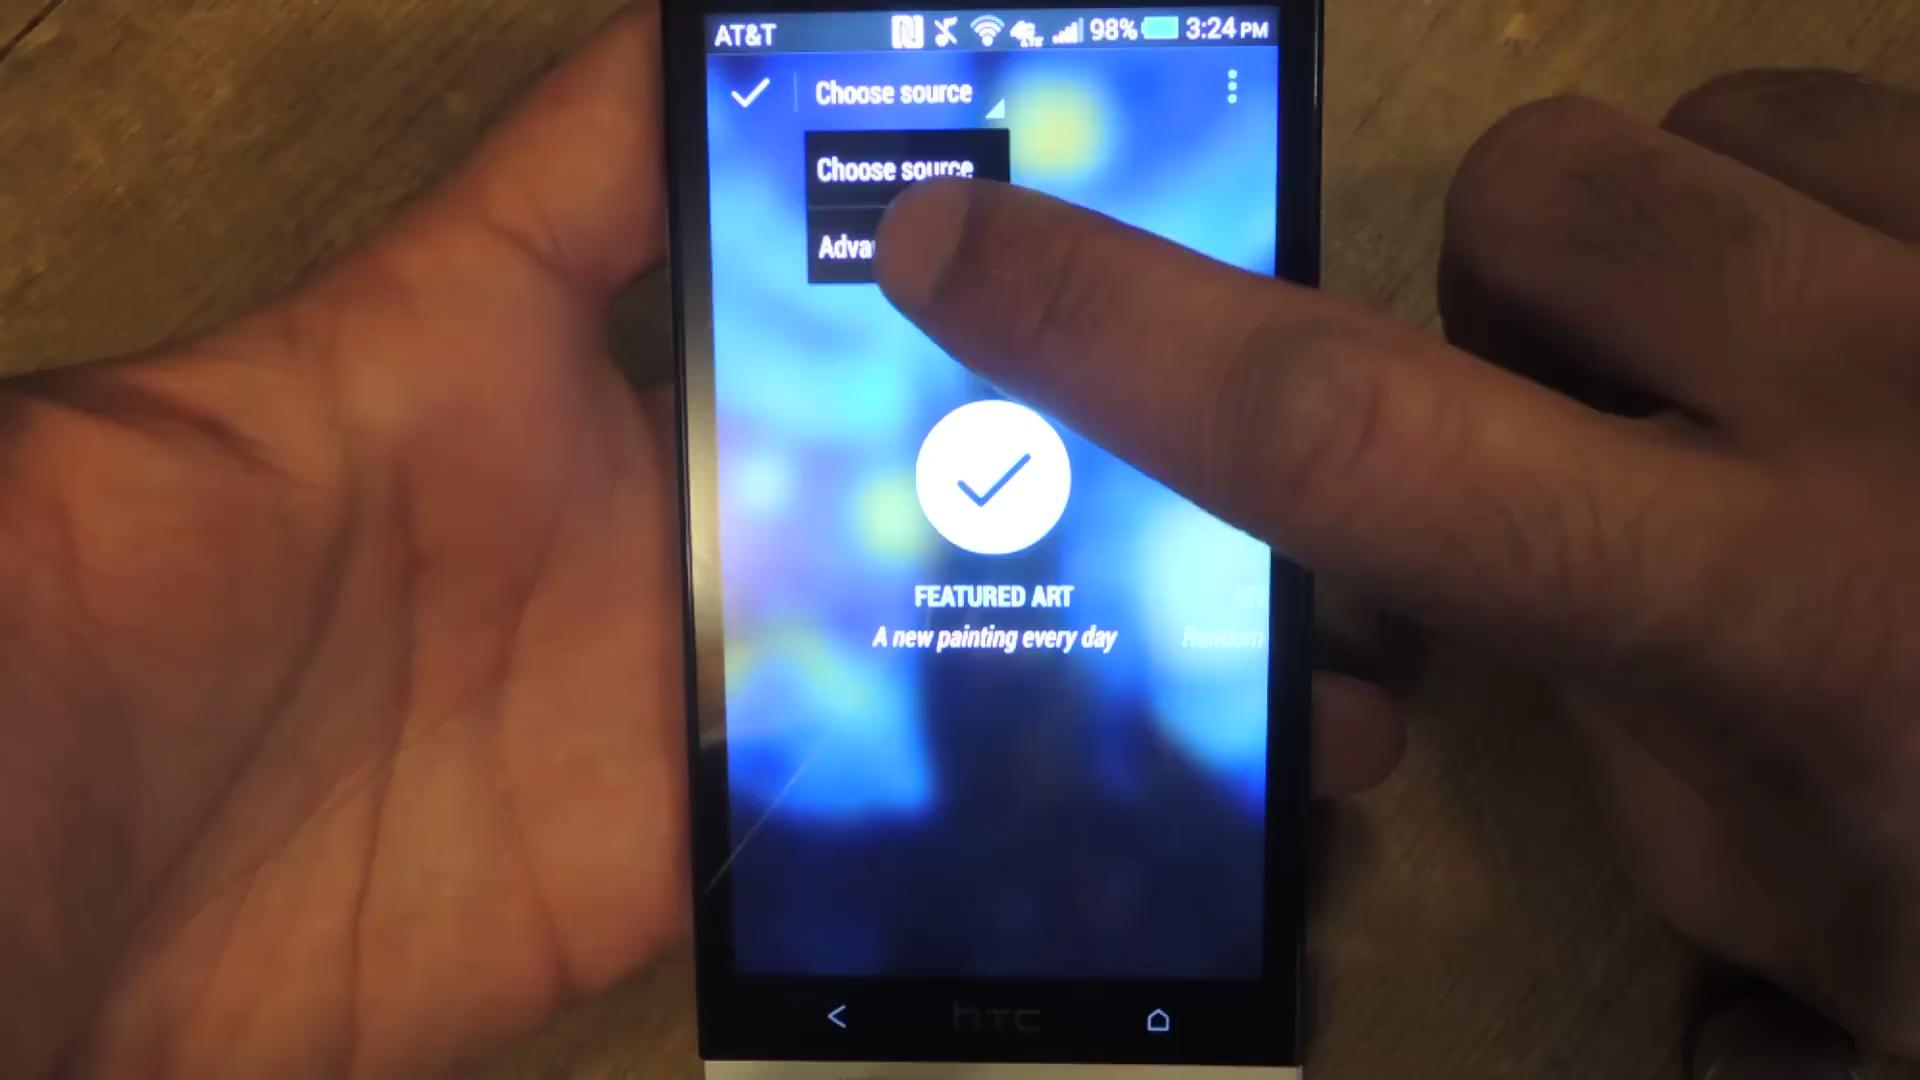 AT&T 98% 3:24 PM
Choose source
Choose source
Adva
FEATURED ART
A new painting every day
Random
hTC